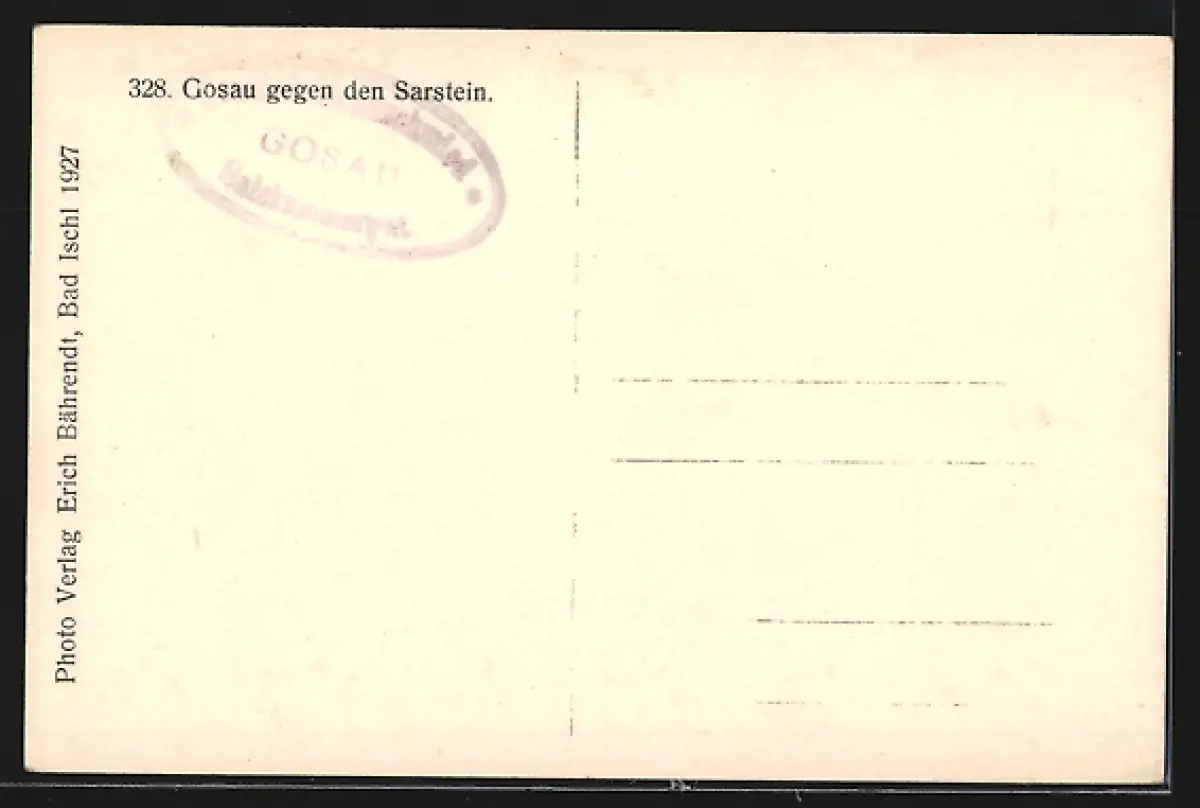 328. Gosau gegen den Sarstein.
GOSAU
Photo Verlag Erich Bährendt, Bad Ischl 1927